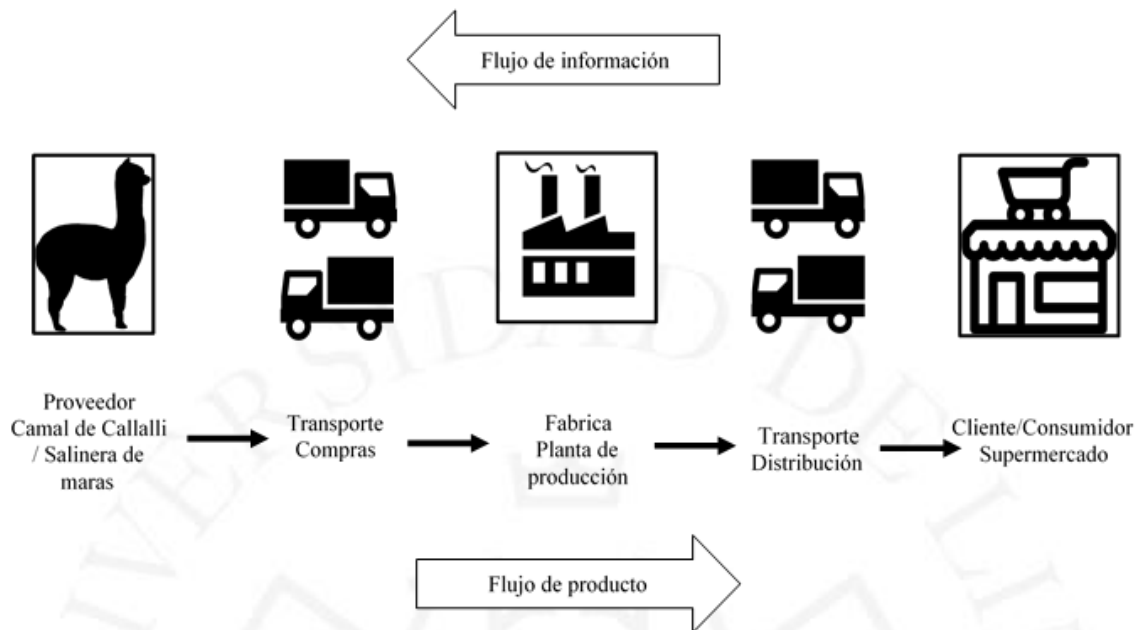 Flujo de información
Proveedor
Camal de Callalli
/ Salinera de
maras
Transporte
Compras
Fabrica
Planta de
producción
Transporte
Distribución
Cliente/Consumidor
Supermercado
Flujo de producto